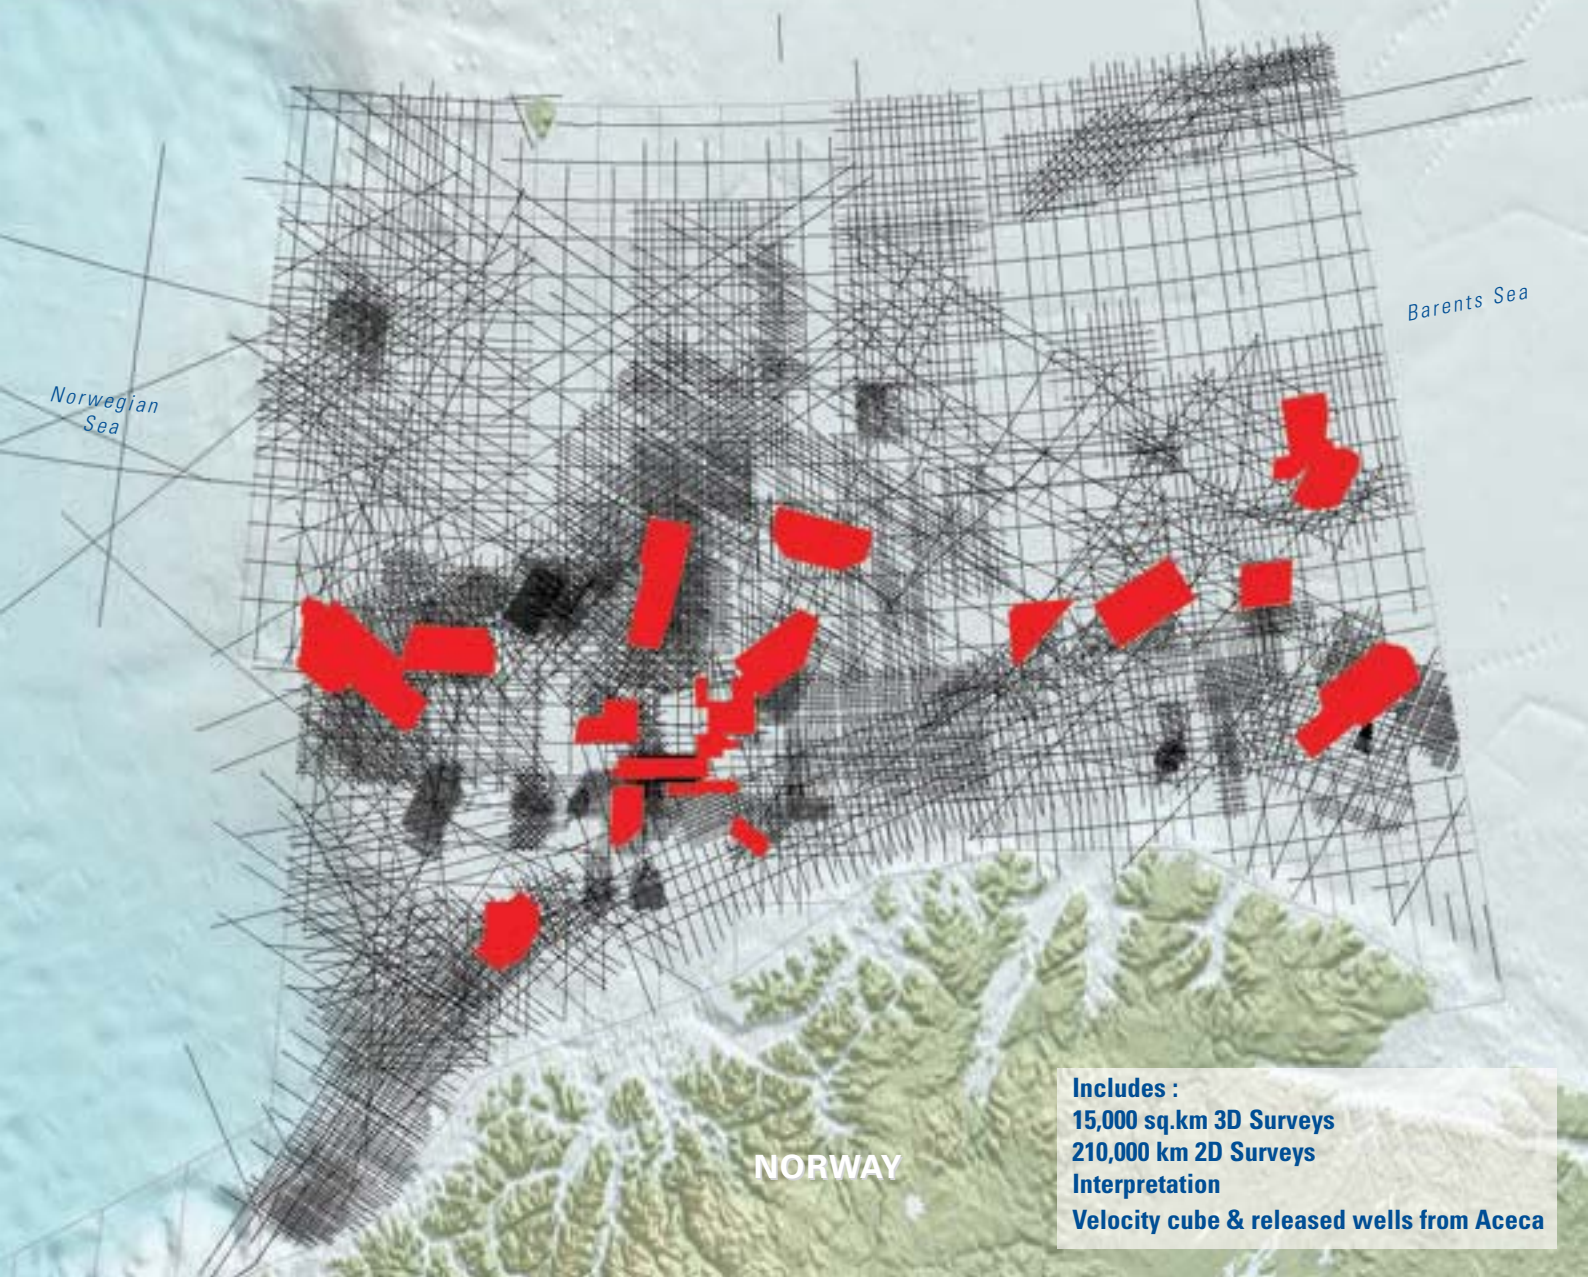 Barents Sea
Norwegian
Sea
NORWAY
Includes :
15,000 sq.km 3D Surveys
210,000 km 2D Surveys
Interpretation
Velocity cube & released wells from Aceca